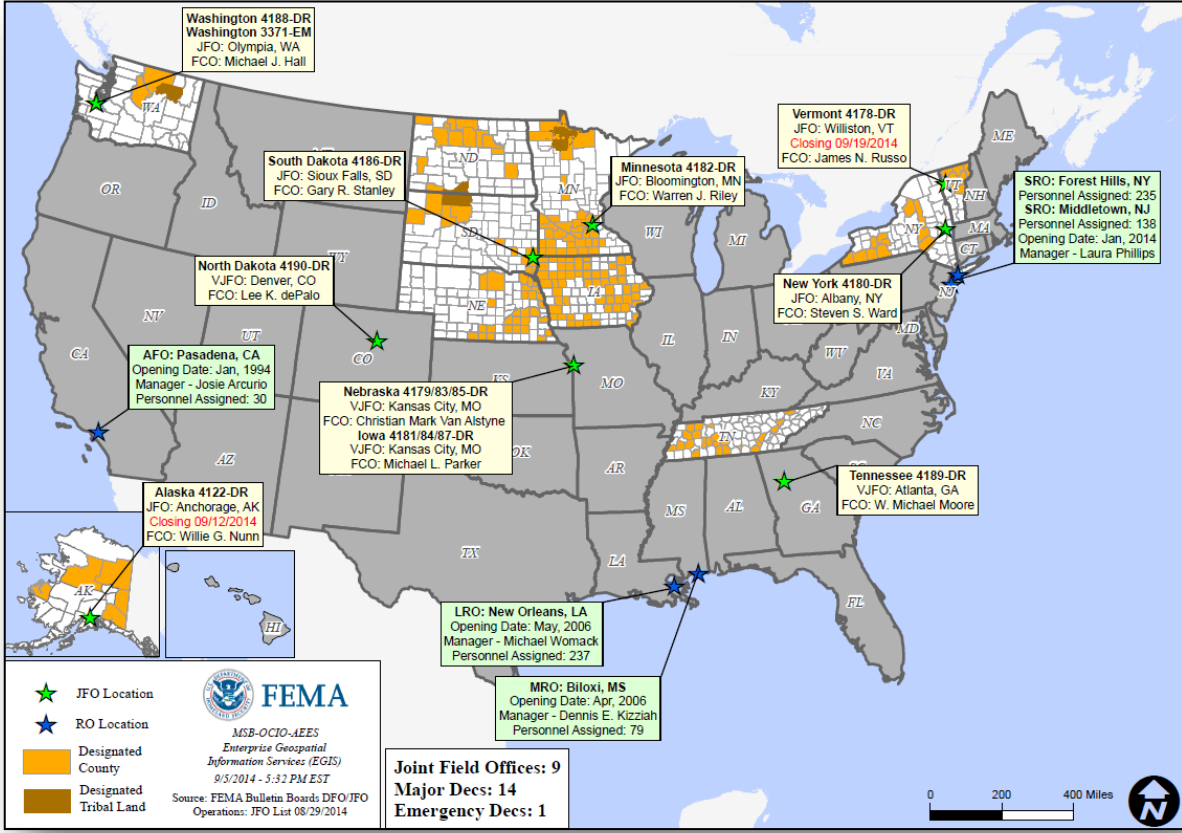 Washington 4188-DR
Washington 3371-EM
JFO: Olympia, WA
FCO: Michael J. Hall
Vermont 4178-DR
JFO: Williston, VT
Closing 09/19/2014
FCO: James N. Russo
South Dakota 4186-DR
JFO: Sioux Falls, SD
FCO: Gary R. Stanley
Minnesota 4182-DR
JFO: Bloomington, MN
FCO: Warren J. Riley
SRO: Forest Hills, NY
Personnel Assigned: 235
SRO: Middletown, NJ
Personnel Assigned: 138
Opening Date: Jan, 2014
Manager - Laura Phillips
North Dakota 4190-DR
VJFO: Denver, CO
FCO: Lee K. dePalo
New York 4180-DR
JFO: Albany, NY
FCO: Steven S. Ward
AFO: Pasadena, CA
Opening Date: Jan, 1994
Manager - Josie Arcurio
Personnel Assigned: 30
Nebraska 4179/83/85-DR
VJFO: Kansas City, MO
FCO: Christian Mark Van Alstyne
Iowa 4181/84/87-DR
VJFO: Kansas City, MO
FCO: Michael L. Parker
Tennessee 4189-DR
VJFO: Atlanta, GA
FCO: W. Michael Moore
Alaska 4122-DR
JFO: Anchorage, AK
Closing 09/12/2014
FCO: Willie G. Nunn
LRO: New Orleans, LA
Opening Date: May, 2006
Manager - Michael Womack
Personnel Assigned: 237
MRO: Biloxi, MS
Opening Date: Apr, 2006
Manager - Dennis E. Kizziah
Personnel Assigned: 79
WA
OR
ID
ND
MN
SD
WI
MI
ME
VT
NH
NY
MA
CT
NJ
NV
UT
CA
CO
NE
IA
IL
IN
MD
WV
VA
MO
KY
NC
AZ
OK
AR
TN
MS
AL
GA
TX
LA
FL
AK
HI
JFO Location
RO Location
Designated
County
Designated
Tribal Land
FEMA
MSB-OCIO-AEES
Enterprise Geospatial
Information Services (EGIS)
9/5/2014 - 5:32 PM EST
Source: FEMA Bulletin Boards DFO/JFO
Operations: JFO List 08/29/2014
Joint Field Offices: 9
Major Decs: 14
Emergency Decs: 1
0 200 400 Miles
N